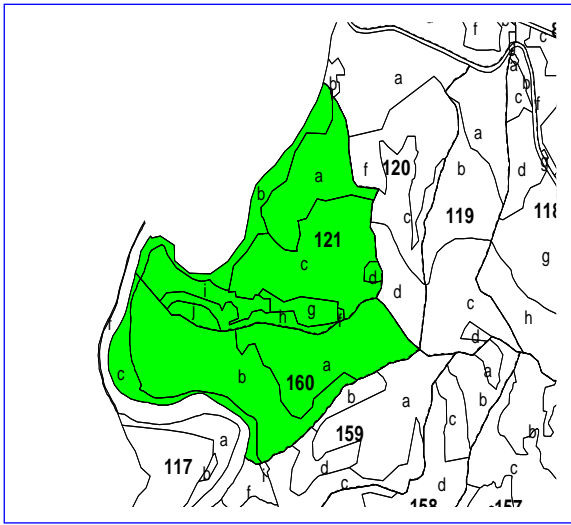 f c
a a
b b
c f
a
f 120 b g
a d
b 119 118
c
121 g
c
d d
i c
j h g f h
d
a a
c b 160 b a b
c
a 159 b
117 b d c
i c d
f 158 157